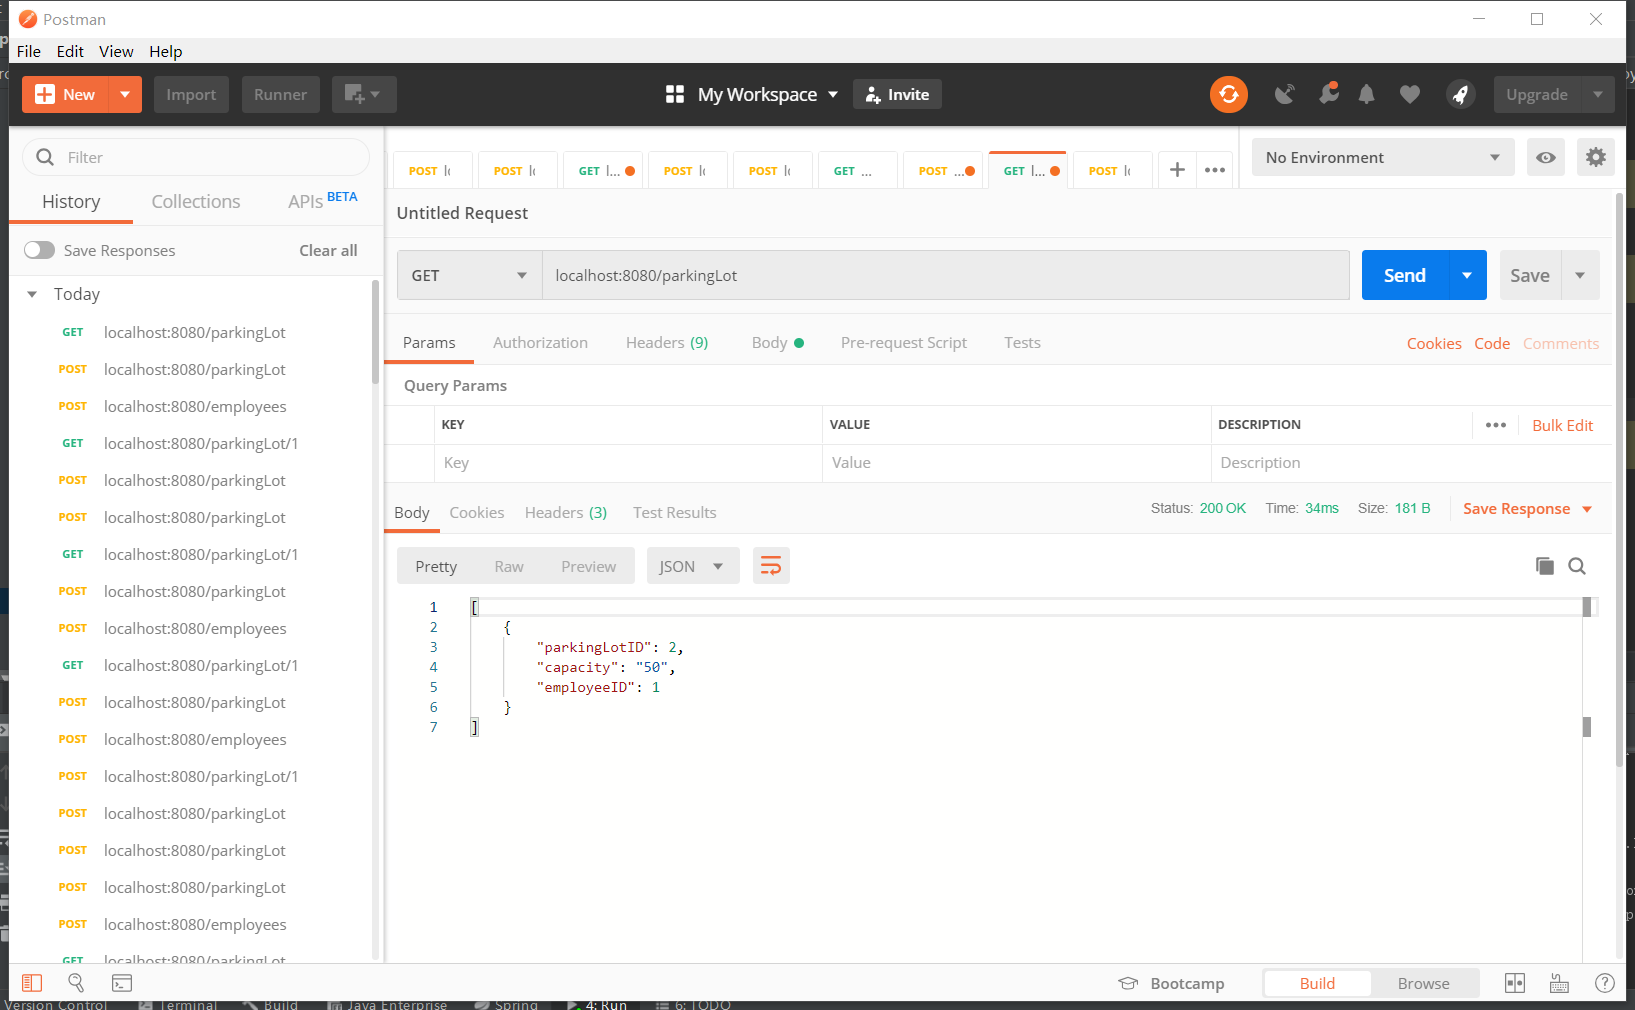 Postman
File Edit View Help
New Import Runner My Workspace Invite Upgrade
Filter
History Collections APIs BETA
Save Responses Clear all
Today
GET localhost:8080/parkingLot
POST localhost:8080/parkingLot
POST localhost:8080/employees
GET localhost:8080/parkingLot/1
POST localhost:8080/parkingLot
POST localhost:8080/parkingLot
GET localhost:8080/parkingLot/1
POST localhost:8080/parkingLot
POST localhost:8080/employees
GET localhost:8080/parkingLot/1
POST localhost:8080/parkingLot
POST localhost:8080/employees
POST localhost:8080/parkingLot/1
POST localhost:8080/parkingLot
POST localhost:8080/parkingLot
POST localhost:8080/parkingLot
POST localhost:8080/employees
GET localhost:8080/parkingLot
POST POST GET l... POST POST GET ... POST ... GET l... POST + •••
No Environment
Untitled Request
GET localhost:8080/parkingLot Send Save
Params Authorization Headers (9) Body Pre-request Script Tests Cookies Code Comments
Query Params
KEY VALUE DESCRIPTION ••• Bulk Edit
Key Value Description
Body Cookies Headers (3) Test Results Status: 200 OK Time: 34ms Size: 181 B Save Response
Pretty Raw Preview JSON
1 [
2 {
3 "parkingLotID": 2,
4 "capacity": "50",
5 "employeeID": 1
6 }
7 ]
Bootcamp Build Browse
Version Control Terminal Build Java Enterprise Spring 4: Run 6: TODO